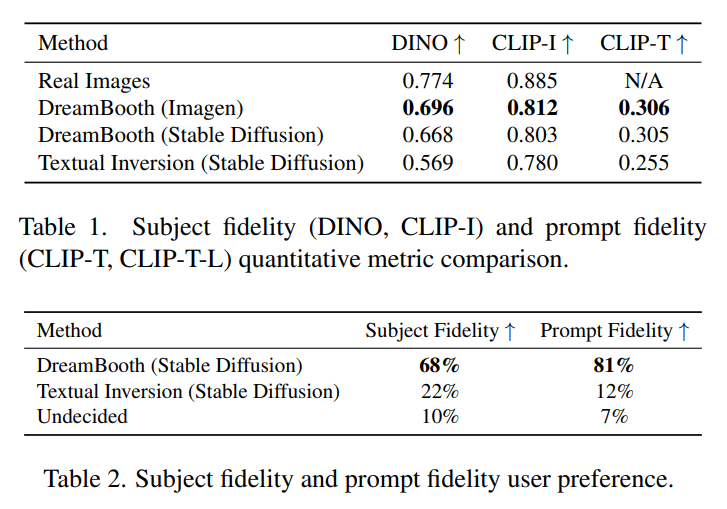 Method DINO ↑ CLIP-I ↑ CLIP-T ↑
Real Images 0.774 0.885 N/A
DreamBooth (Imagen) 0.696 0.812 0.306
DreamBooth (Stable Diffusion) 0.668 0.803 0.305
Textual Inversion (Stable Diffusion) 0.569 0.780 0.255
Table 1. Subject fidelity (DINO, CLIP-I) and prompt fidelity
(CLIP-T, CLIP-T-L) quantitative metric comparison.
Method Subject Fidelity ↑ Prompt Fidelity ↑
DreamBooth (Stable Diffusion) 68% 81%
Textual Inversion (Stable Diffusion) 22% 12%
Undecided 10% 7%
Table 2. Subject fidelity and prompt fidelity user preference.